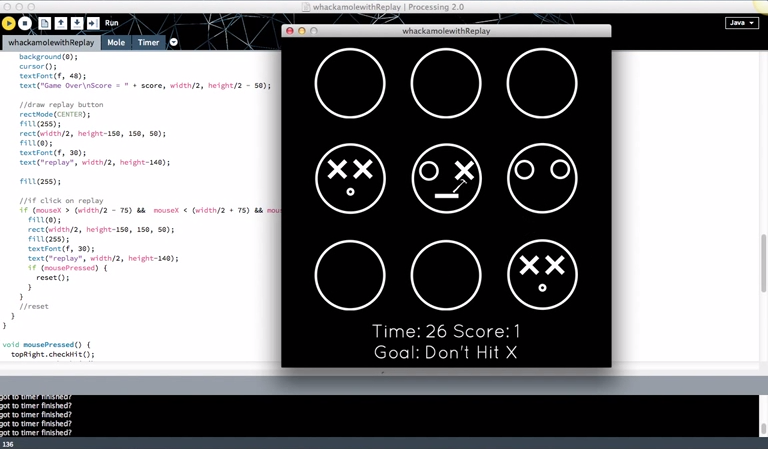 whackamolewithReplay | Processing 2.0
Run
Java
whackamolewithReplay Mole Timer
background(0);
cursor();
textFont(f, 48);
text("Game Over\nScore = " + score, width/2, height/2 - 50);
//draw replay button
rectMode(CENTER);
fill(255);
rect(width/2, height-150, 150, 50);
fill(0);
textFont(f, 30);
text("replay", width/2, height-140);
fill(255);
//if click on replay
if (mouseX > (width/2 - 75) && mouseX < (width/2 + 75) && mou
fill(0);
rect(width/2, height-150, 150, 50);
fill(255);
textFont(f, 30);
text("replay", width/2, height-140);
if (mousePressed) {
reset();
}
}
//reset
}
}
void mousePressed() {
topRight.checkHit();
whackamolewithReplay
Time: 26 Score: 1
Goal: Don't Hit X
got to timer finished?
got to timer finished?
got to timer finished?
got to timer finished?
got to timer finished?
136